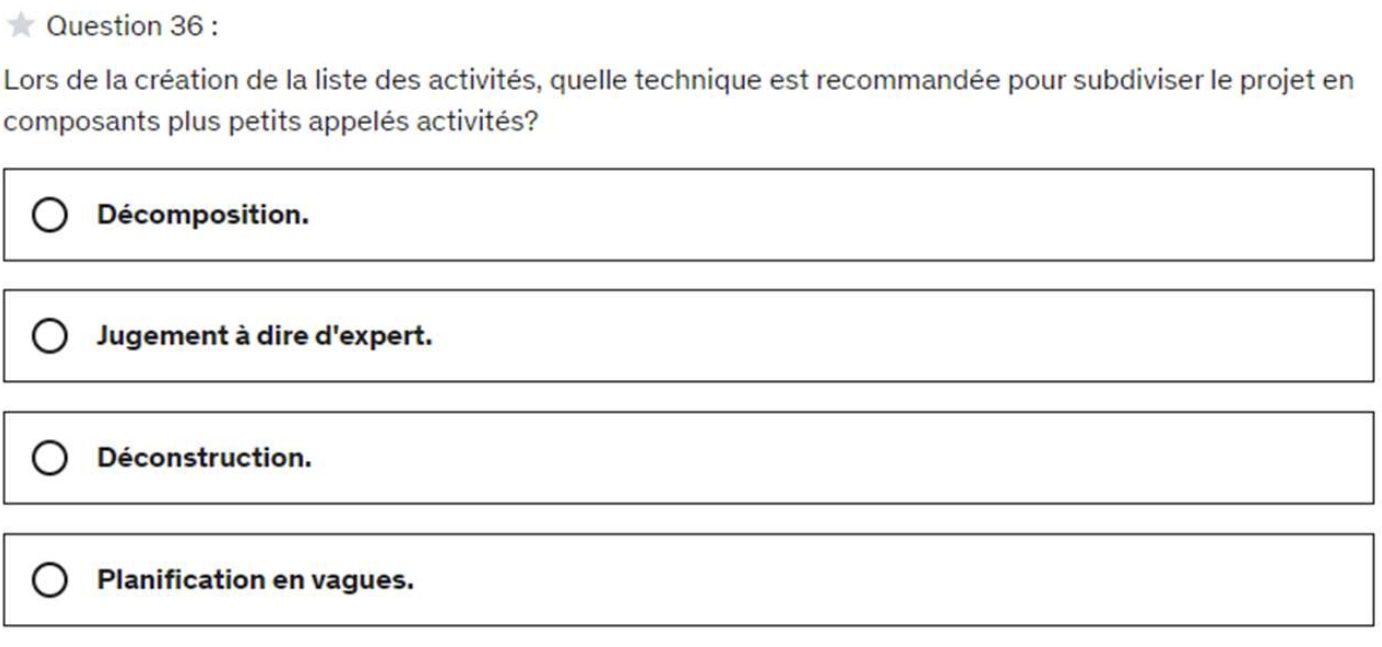 Question 36 :
Lors de la création de la liste des activités, quelle technique est recommandée pour subdiviser le projet en
composants plus petits appelés activités?
Décomposition.
Jugement à dire d'expert.
Déconstruction.
Planification en vagues.